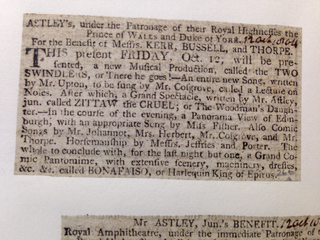 ASTLEY's, under the Patronage of their Royal Highnesses the
Prince of WALES and Duke of YORK.
For the Benefit of Messrs. KERR, BUSSELL, and THORPE.
THIS present FRIDAY, Oct. 12, will be pre-
sented, a new Musical Production, called the TWO
SWINDLERS, or There he goes!—An entire new Song, written
by Mr. Upton, to be sung by Mr. Cosgrove, called a Lecture on
Noses. After which, a Grand Spectacle, written by Mr. Astley,
jun. called ZITTAW the CRUEL; or The Woodman's Daugh-
ter.—In the course of the evening, a Panorama View of Edin-
burgh, with an appropriate Song by Miss Fisher. Also Comic
Songs by Mr. Johannot, Mrs. Herbert, Mr. Cosgrove, and Mr.
Thorpe. Horsemanship by Messrs. Jeffries and Porter. The
whole to conclude with, for the last night but one, a Grand Co-
mic Pantomime, with extensive scenery, machinery, dresses,
&c. &c. called BONAFAISO, or Harlequin King of Epirus.
Mr ASTLEY, Jun.'s BENEFIT.
Royal Amphitheatre, under the immediate Patronage of